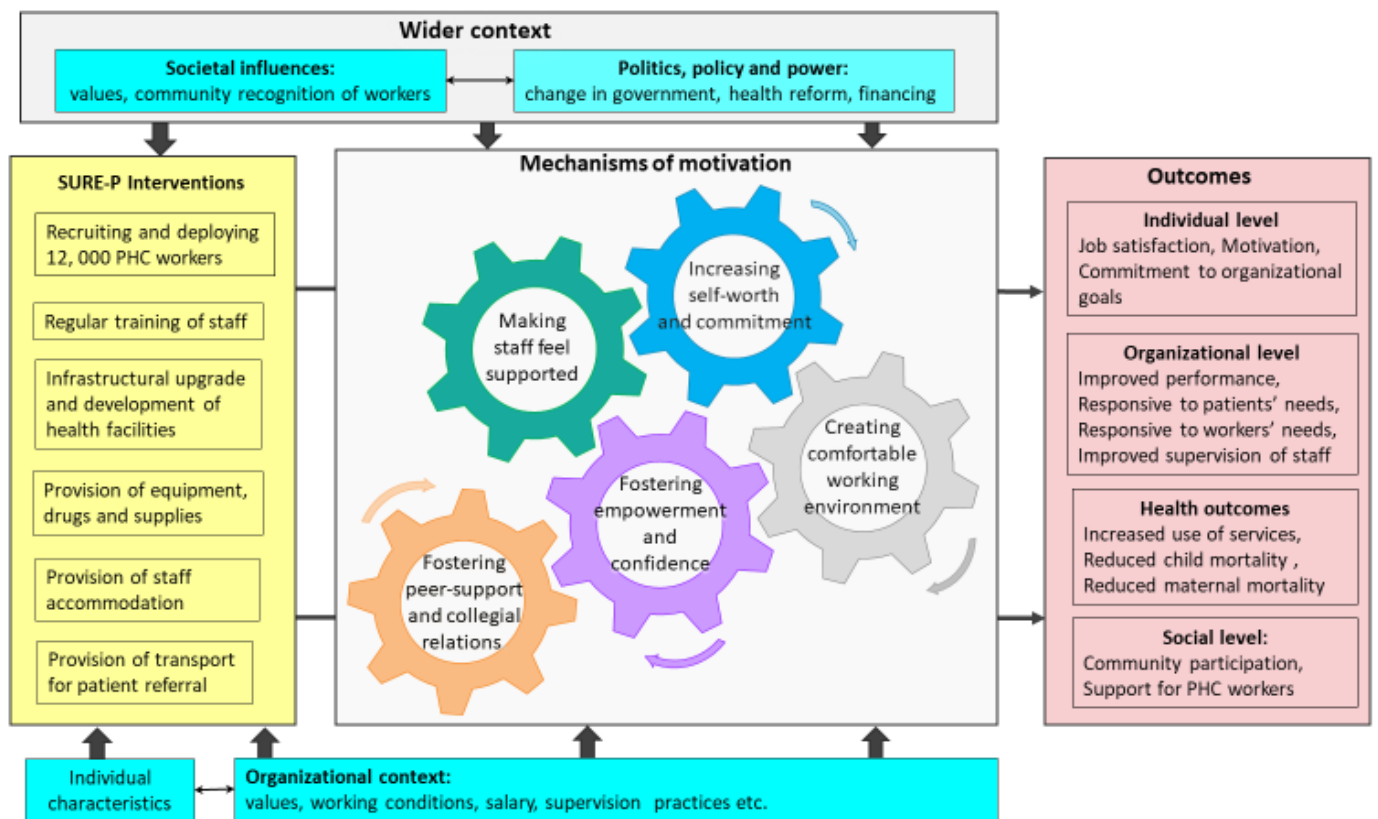 Wider context
Societal influences:
values, community recognition of workers
Politics, policy and power:
change in government, health reform, financing
SURE-P Interventions
Recruiting and deploying
12, 000 PHC workers
Regular training of staff
Infrastructural upgrade
and development of
health facilities
Provision of equipment,
drugs and supplies
Provision of staff
accommodation
Provision of transport
for patient referral
Mechanisms of motivation
Increasing
self-worth
and commitment
Making
staff feel
supported
Creating
comfortable
working
environment
Fostering
empowerment
and
confidence
Fostering
peer-support
and collegial
relations
Outcomes
Individual level
Job satisfaction, Motivation,
Commitment to organizational
goals
Organizational level
Improved performance,
Responsive to patients’ needs,
Responsive to workers’ needs,
Improved supervision of staff
Health outcomes
Increased use of services,
Reduced child mortality ,
Reduced maternal mortality
Social level:
Community participation,
Support for PHC workers
Individual
characteristics
Organizational context:
values, working conditions, salary, supervision practices etc.